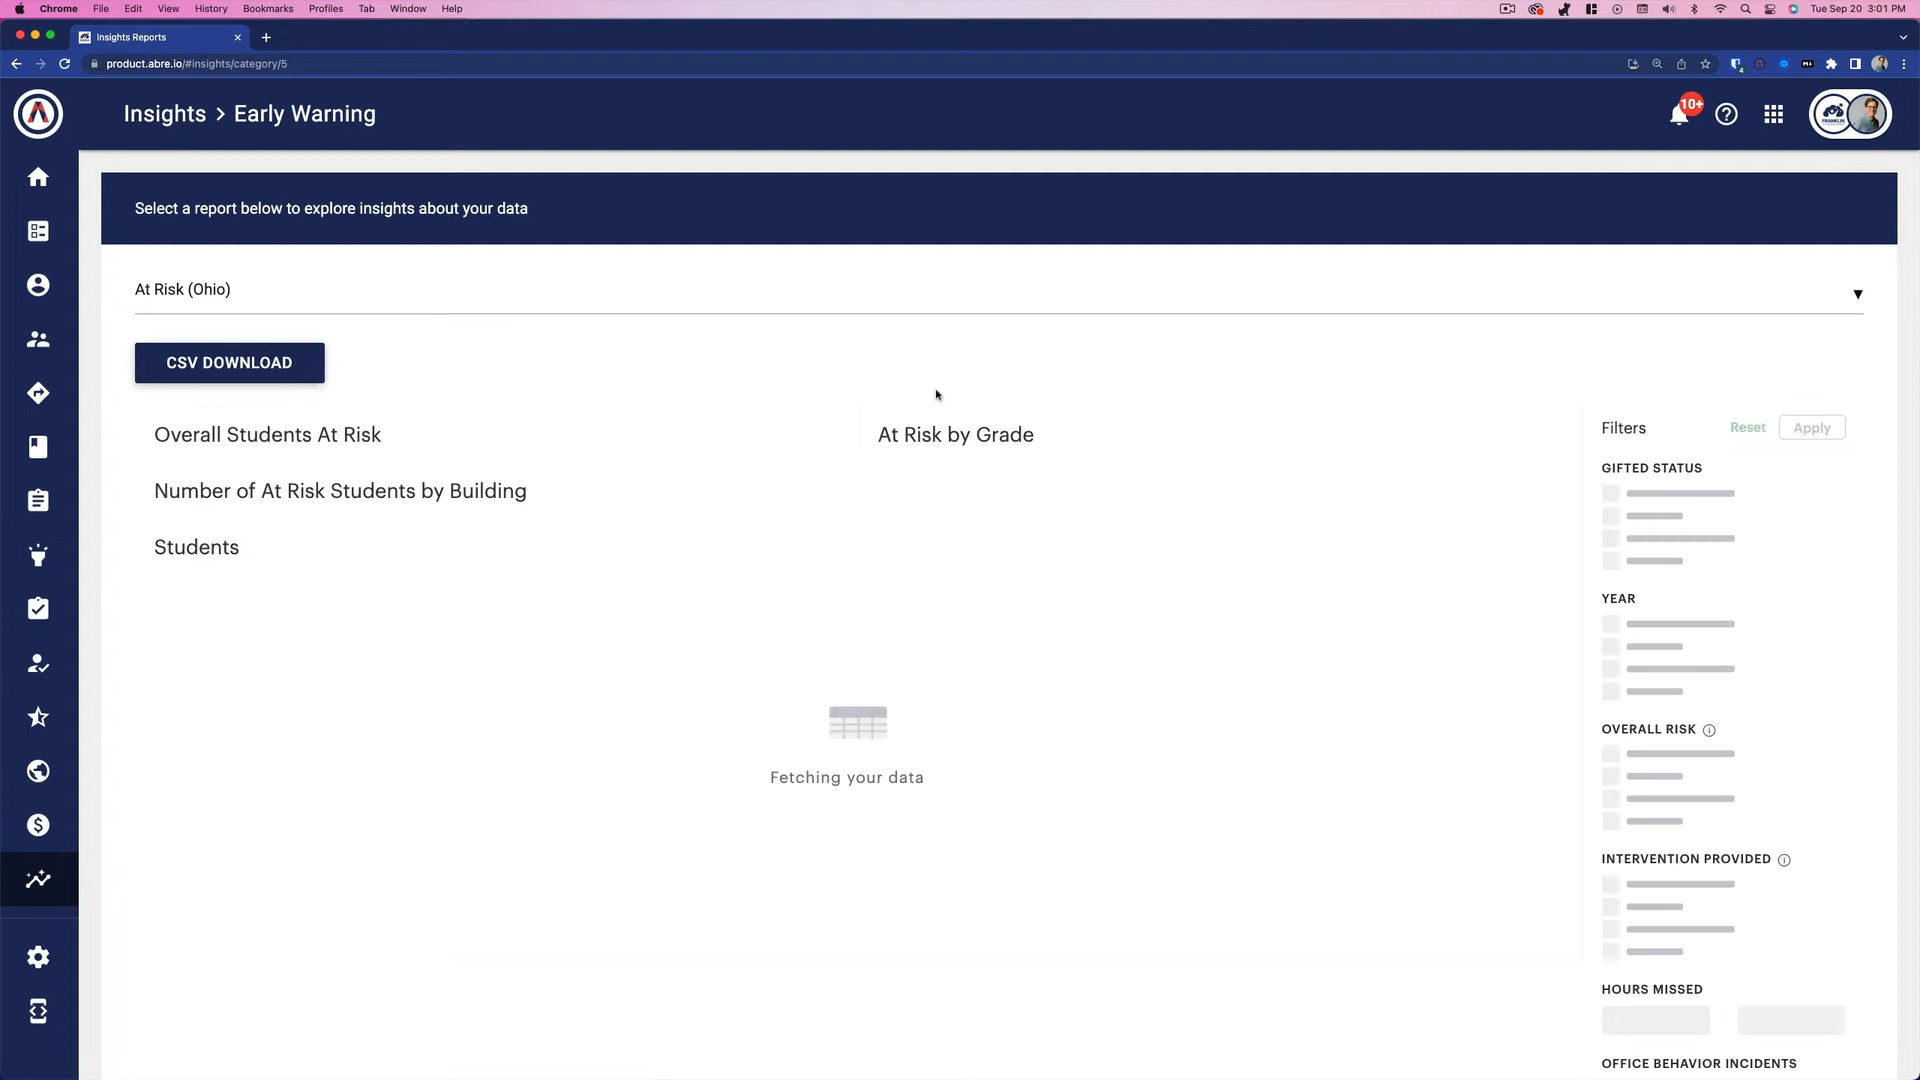 Chrome File Edit View History Bookmarks Profiles Tab Window Help Tue Sep 20 3:01 PM
Insights Reports
product.abre.io/#insights/category/5
Insights > Early Warning
10+
Select a report below to explore insights about your data
At Risk (Ohio)
CSV DOWNLOAD
Overall Students At Risk
At Risk by Grade
Number of At Risk Students by Building
Students
Fetching your data
Filters Reset Apply
GIFTED STATUS
YEAR
OVERALL RISK
INTERVENTION PROVIDED
HOURS MISSED
OFFICE BEHAVIOR INCIDENTS